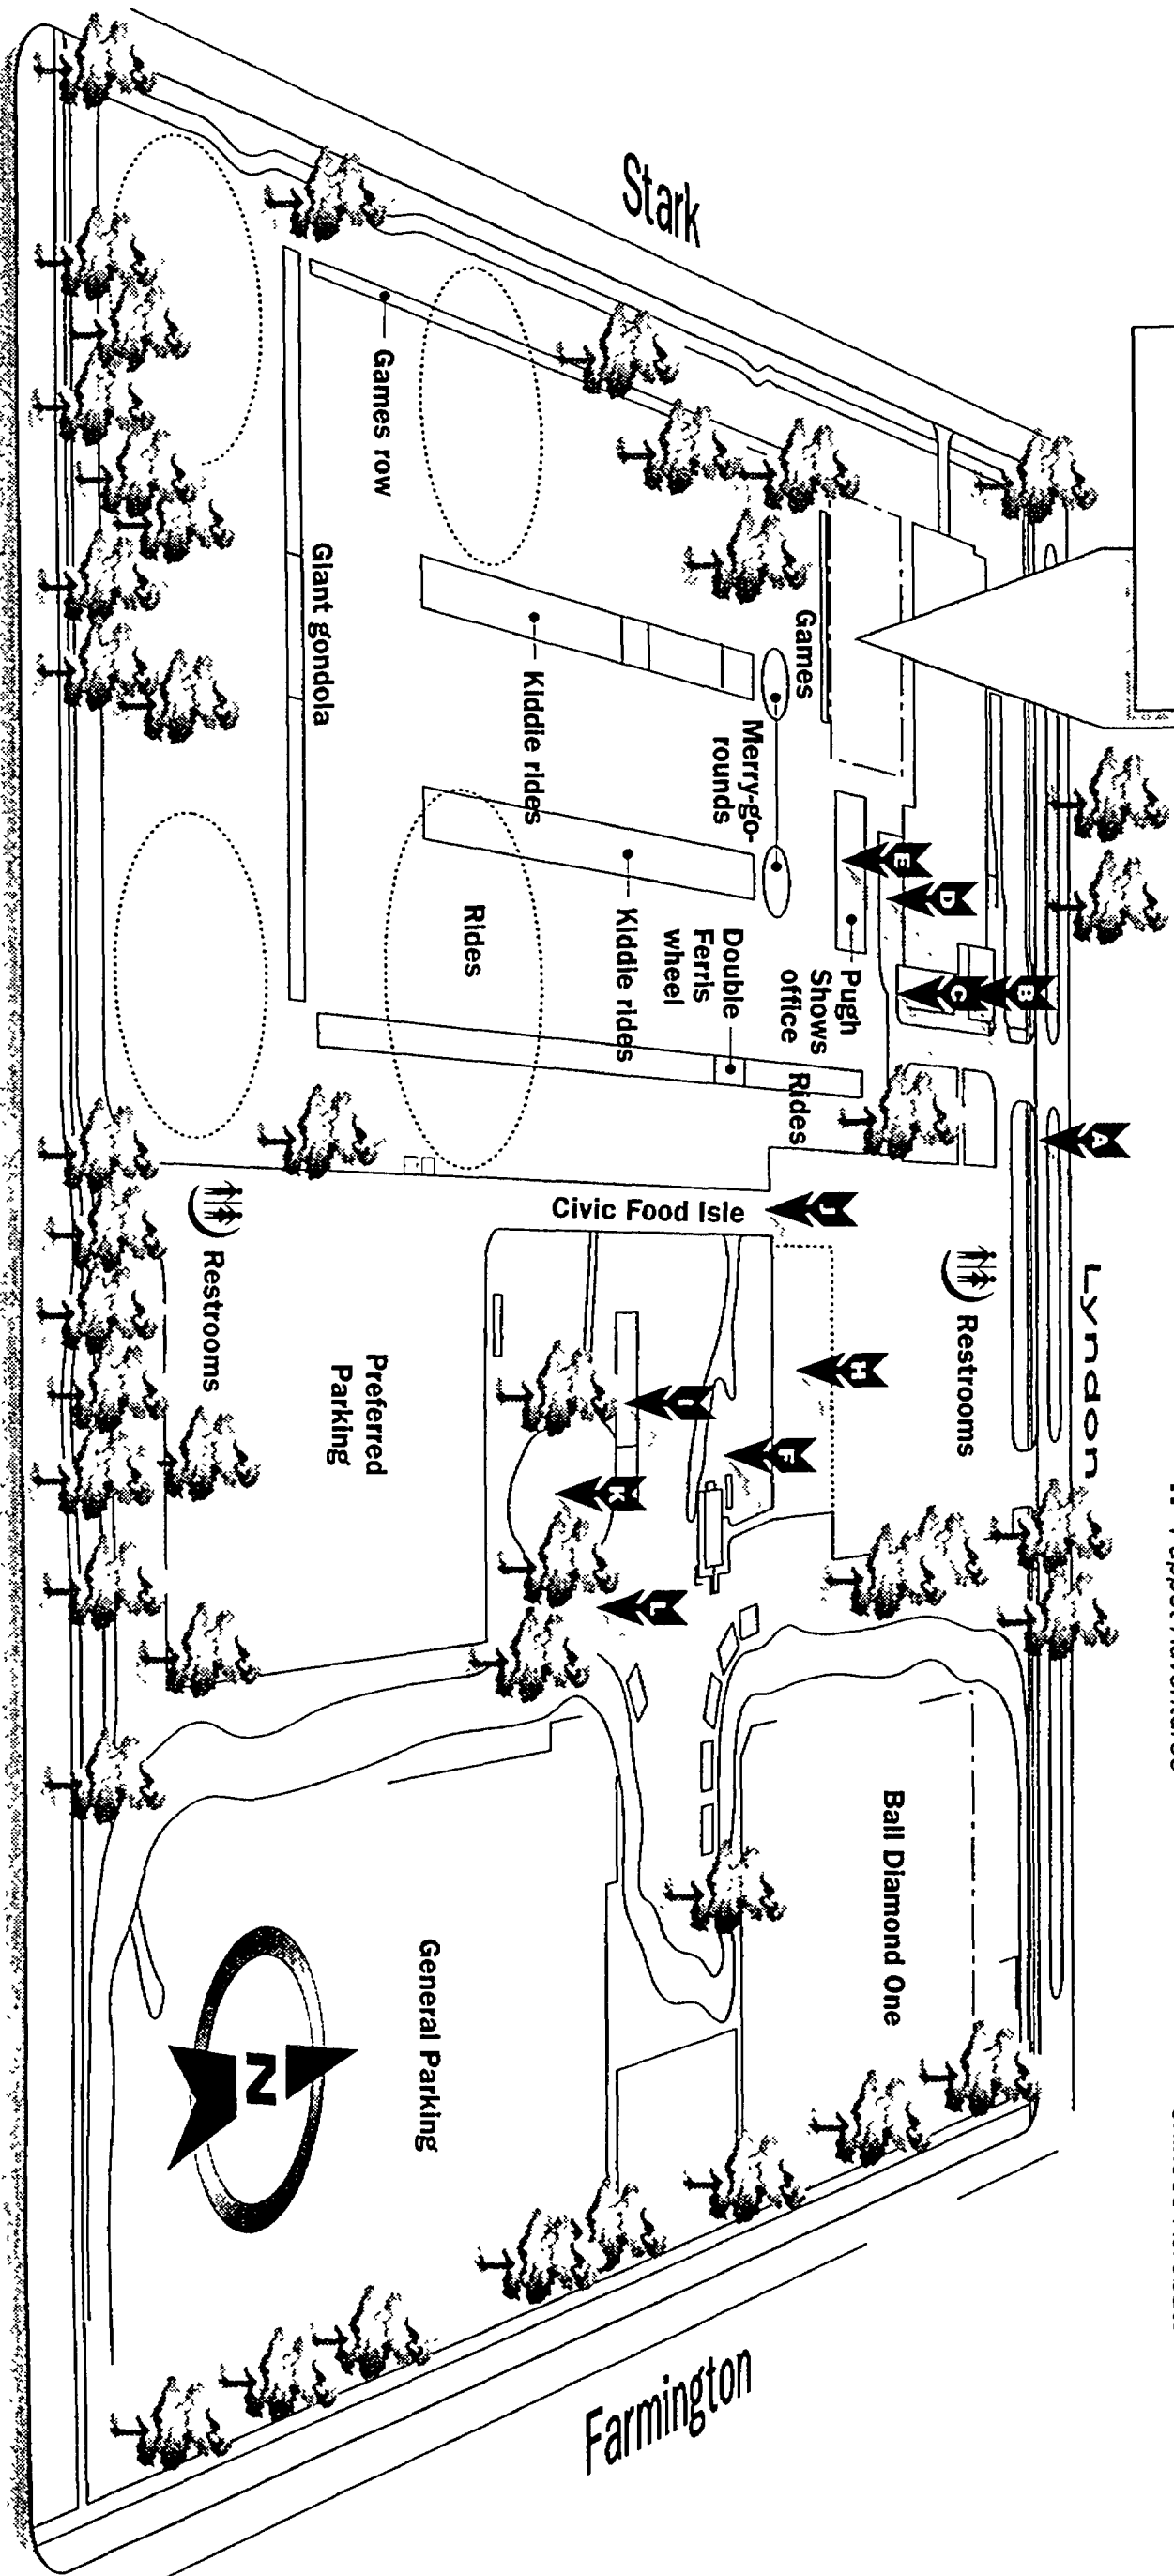 Lyndon
Stark
Farmington
A
B
C
D
E
Restrooms
Games
Pugh
Shows
office
Rides
Merry-go-
rounds
Double
Ferris
wheel
J
H
F
I
K
L
Civic Food Isle
Ball Diamond One
Games row
Kiddie rides
Kiddie rides
Rides
Giant gondola
Preferred
Parking
Restrooms
General Parking
N